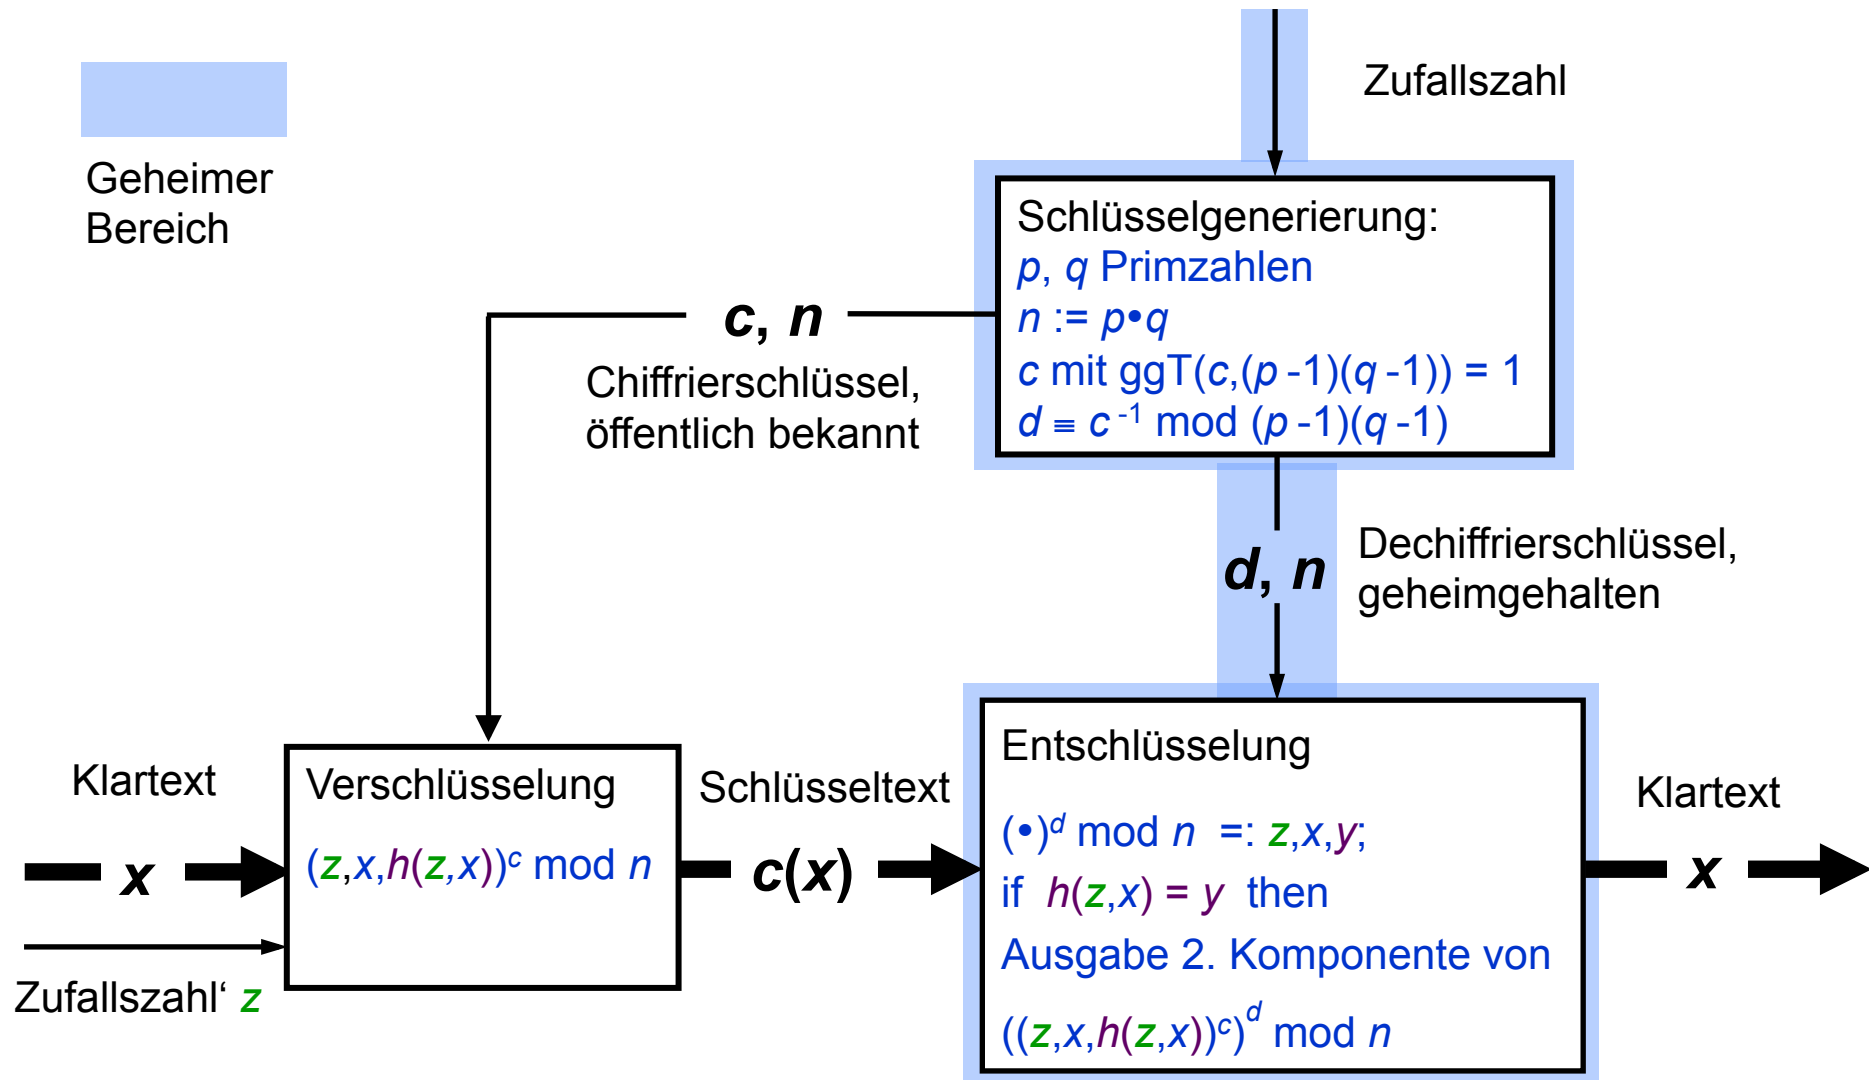 Zufallszahl
Geheimer
Bereich
Schlüsselgenerierung:
p, q Primzahlen
n := p•q
c mit ggT(c,(p -1)(q -1)) = 1
d ≡ c⁻¹ mod (p -1)(q -1)
c, n
Chiffrierschlüssel,
öffentlich bekannt
d, n
Dechiffrierschlüssel,
geheimgehalten
Klartext
x
Zufallszahl‘ z
Verschlüsselung
(z,x,h(z,x))ᶜ mod n
Schlüsseltext
c(x)
Entschlüsselung
(•)ᵈ mod n =: z,x,y;
if h(z,x) = y then
Ausgabe 2. Komponente von
((z,x,h(z,x))ᶜ)ᵈ mod n
Klartext
x